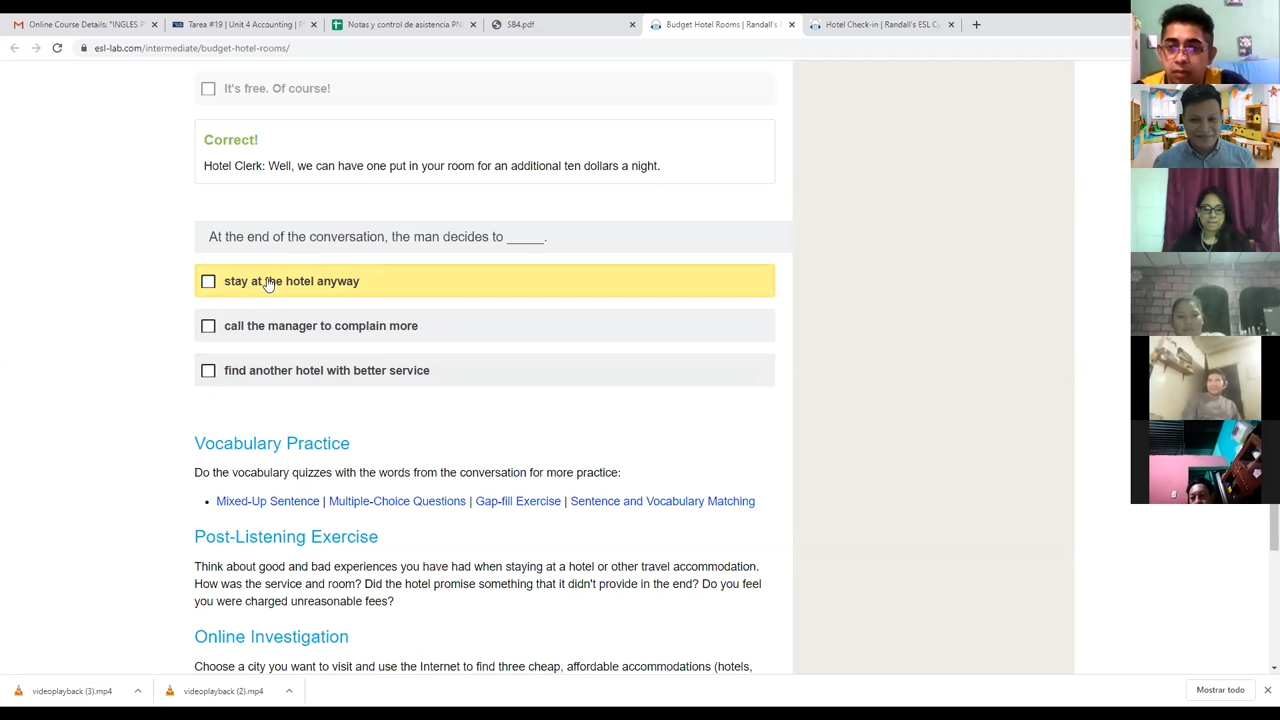 Online Course Details: "INGLES P
Tarea #19 | Unit 4 Accounting | P
Notas y control de asistencia PN
SB4.pdf
Budget Hotel Rooms | Randall's E
Hotel Check-in | Randall's ESL Cy
esl-lab.com/intermediate/budget-hotel-rooms/
It's free. Of course!
Correct!
Hotel Clerk: Well, we can have one put in your room for an additional ten dollars a night.
At the end of the conversation, the man decides to _____.
stay at the hotel anyway
call the manager to complain more
find another hotel with better service
Vocabulary Practice
Do the vocabulary quizzes with the words from the conversation for more practice:
• Mixed-Up Sentence | Multiple-Choice Questions | Gap-fill Exercise | Sentence and Vocabulary Matching
Post-Listening Exercise
Think about good and bad experiences you have had when staying at a hotel or other travel accommodation.
How was the service and room? Did the hotel promise something that it didn't provide in the end? Do you feel
you were charged unreasonable fees?
Online Investigation
Choose a city you want to visit and use the Internet to find three cheap, affordable accommodations (hotels,
videoplayback (3).mp4
videoplayback (2).mp4
Mostrar todo